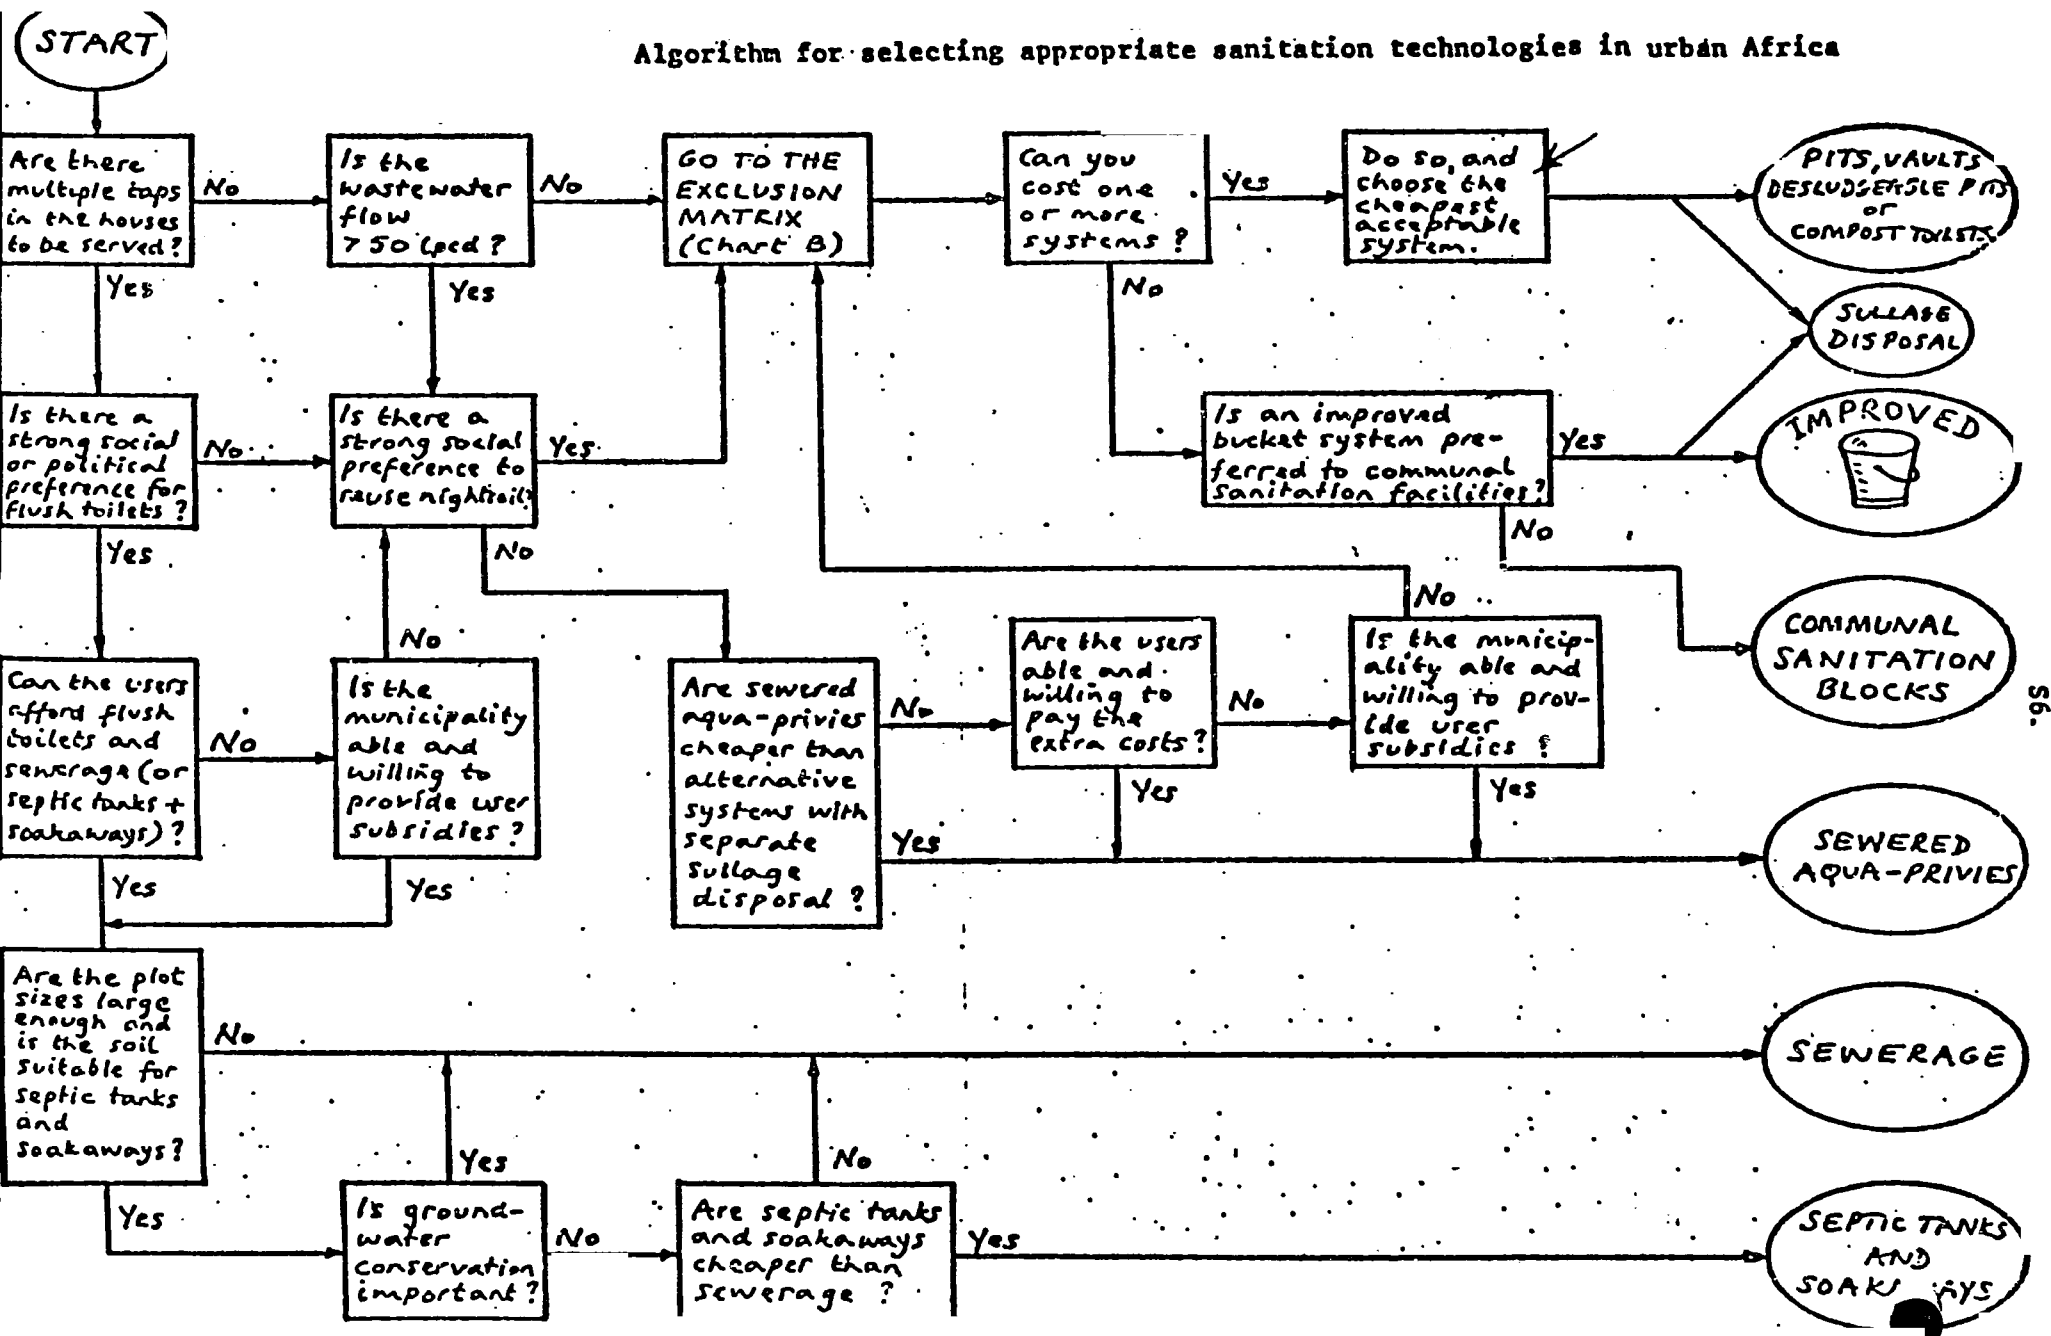 START
Algorithm for selecting appropriate sanitation technologies in urban Africa
Are there
multiple taps
in the houses
to be served?
No
Yes
Is the
wastewater
flow
750 lpcd?
No
Yes
GO TO THE
EXCLUSION
MATRIX
(Chart B)
Can you
cost one
or more
systems?
Yes
No
Do so, and
choose the
cheapest
acceptable
system.
PITS, VAULTS
DESLUDGEABLE PITS
or
COMPOST TOILETS
SULLAGE
DISPOSAL
Is there a
strong social
or political
preference for
flush toilets?
No
Yes
Is there a
strong social
preference to
reuse nightsoil?
Yes
No
Is an improved
bucket system pre-
ferred to communal
sanitation facilities?
Yes
No
IMPROVED
Can the users
afford flush
toilets and
sewerage (or
septic tanks +
soakaways)?
No
Yes
Is the
municipality
able and
willing to
provide user
subsidies?
No
Yes
Are sewered
aqua-privies
cheaper than
alternative
systems with
separate
sullage
disposal?
No
Yes
Are the users
able and
willing to
pay the
extra costs?
No
Yes
Is the municip-
ality able and
willing to prov-
ide user
subsidies?
No
Yes
COMMUNAL
SANITATION
BLOCKS
56.
SEWERED
AQUA-PRIVIES
Are the plot
sizes large
enough and
is the soil
suitable for
septic tanks
and
soakaways?
No
Yes
SEWERAGE
Is ground-
water
conservation
important?
Yes
No
Are septic tanks
and soakaways
cheaper than
sewerage?
No
Yes
SEPTIC TANKS
AND